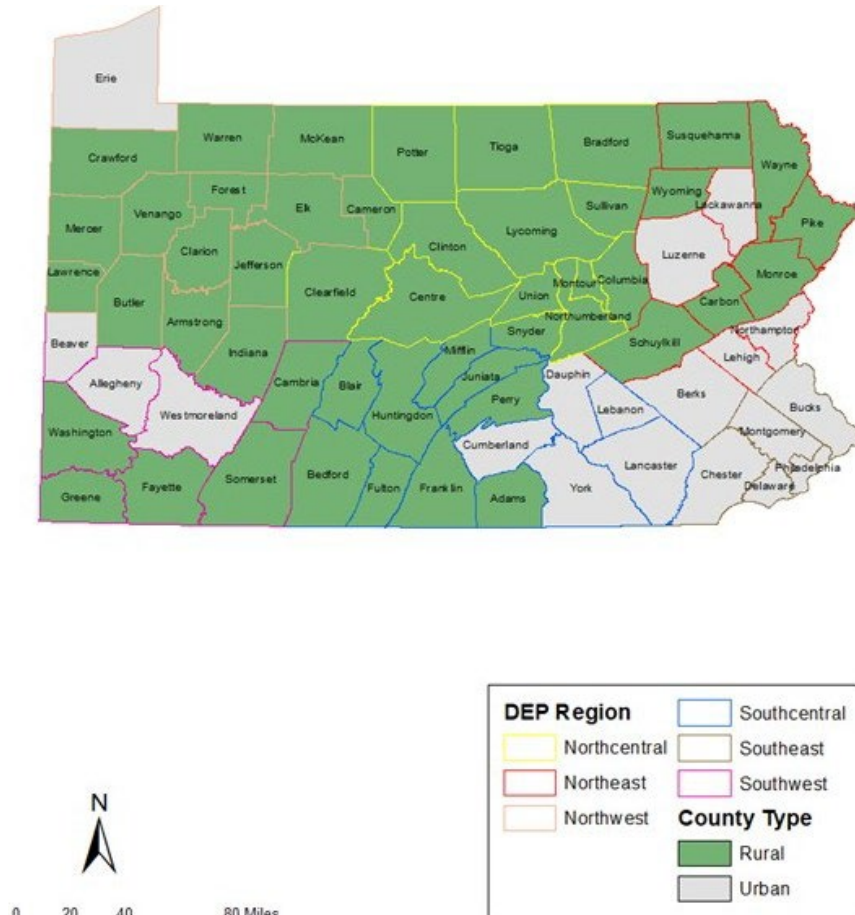 Erie
Warren
McKean
Potter
Tioga
Bradford
Susquehanna
Wayne
Crawford
Forest
Elk
Cameron
Wyoming
Lackawanna
Sullivan
Pike
Mercer
Venango
Clarion
Jefferson
Clinton
Lycoming
Luzerne
Monroe
Lawrence
Butler
Clearfield
Centre
Union
Montour
Columbia
Carbon
Armstrong
Indiana
Snyder
Northumberland
Schuylkill
Northampton
Lehigh
Beaver
Allegheny
Westmoreland
Cambria
Blair
Mifflin
Juniata
Huntingdon
Perry
Dauphin
Lebanon
Berks
Bucks
Montgomery
Washington
Cumberland
Lancaster
Chester
Philadelphia
Delaware
Greene
Fayette
Somerset
Bedford
Fulton
Franklin
Adams
York
DEP Region
Northcentral
Northeast
Northwest
Southcentral
Southeast
Southwest
County Type
Rural
Urban
N
0 20 40 80 Miles